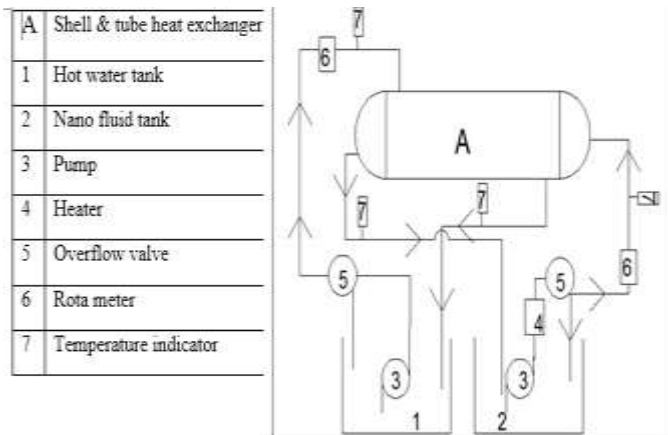 A Shell & tube heat exchanger
1 Hot water tank
2 Nano fluid tank
3 Pump
4 Heater
5 Overflow valve
6 Rota meter
7 Temperature indicator
7
6
A
7
7
7
5
5
6
4
3
3
1
2